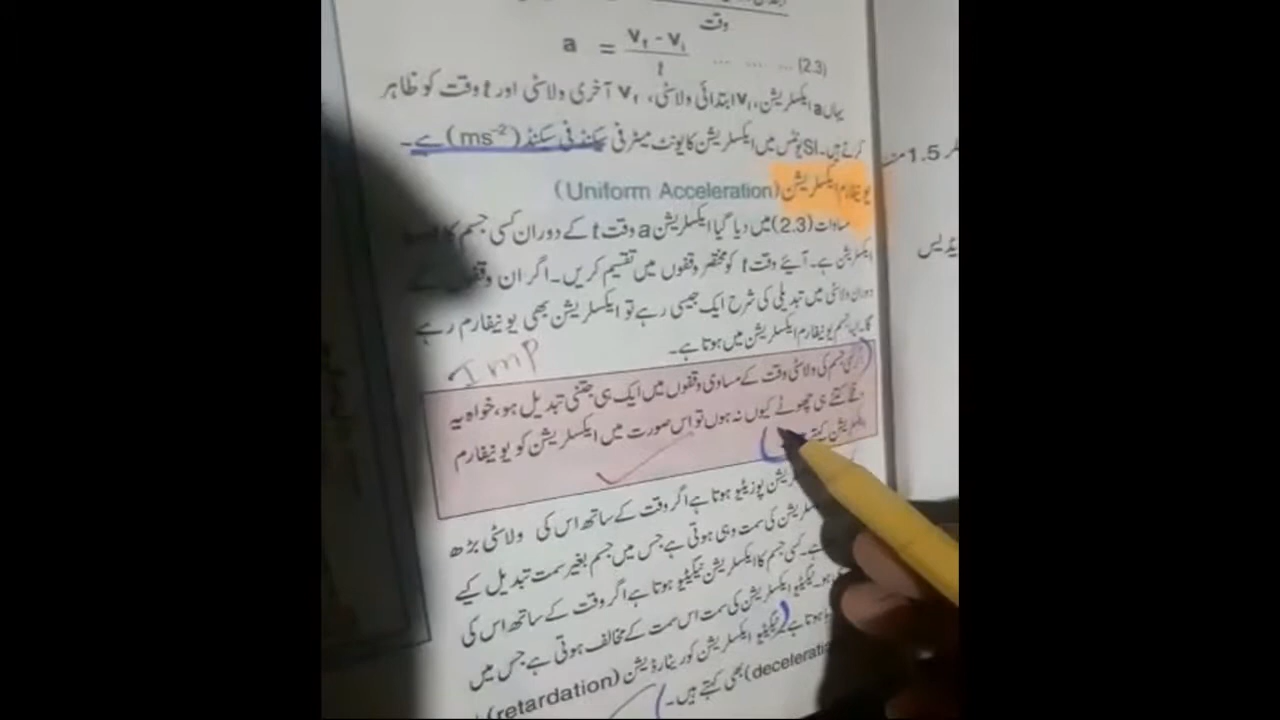 وقت
a = vf - vi / t ... ... ... (2.3)
یہاں a ایکسلریشن، vi ابتدائی ولاسٹی، vf آخری ولاسٹی اور t وقت کو ظاہر
کرتے ہیں۔ SI یونٹس میں ایکسلریشن کا یونٹ میٹر فی سیکنڈ فی سیکنڈ (ms⁻²) ہے۔
یونیفارم ایکسلریشن (Uniform Acceleration)
مساوات (2.3) میں دیا گیا ایکسلریشن a وقت t کے دوران کسی جسم کا
ایکسلریشن ہے۔ آیئے وقت t کو مختصر وقفوں میں تقسیم کریں۔ اگر ان
دوران ولاسٹی میں تبدیلی کی شرح ایک جیسی رہے تو ایکسلریشن بھی یونیفارم رہے
گا۔ ایسا جسم یونیفارم ایکسلریشن میں ہوتا ہے۔
IMP
اگر کسی جسم کی ولاسٹی وقت کے مساوی وقفوں میں ایک ہی جتنی تبدیل ہو، خواہ یہ
وقفے کتنے ہی چھوٹے کیوں نہ ہوں تو اس صورت میں ایکسلریشن کو یونیفارم
ایکسلریشن کہتے
پوزیٹیو ہوتا ہے اگر وقت کے ساتھ اس کی ولاسٹی بڑھ
کی سمت وہی ہوتی ہے جس میں جسم بغیر سمت تبدیل کیے
ہے۔ کسی جسم کا ایکسلریشن نیگیٹیو ہوتا ہے اگر وقت کے ساتھ اس کی
ہو۔ نیگیٹیو ایکسلریشن کی سمت اس سمت کے مخالف ہوتی ہے جس میں
ہوتا ہے۔ نیگیٹیو ایکسلریشن کو ریٹارڈیشن (retardation)
بھی کہتے ہیں۔
1.5